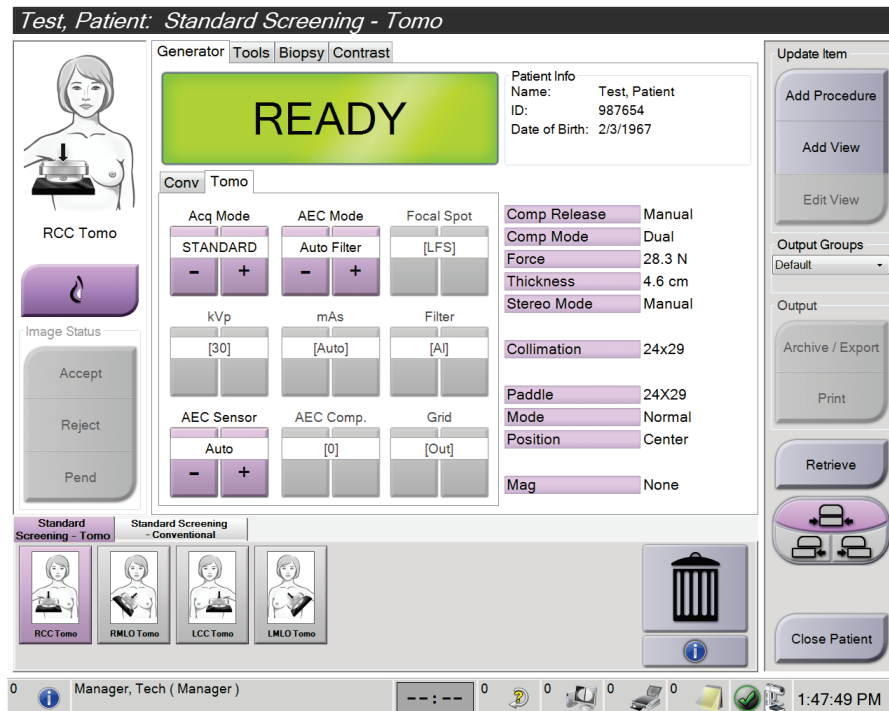 Test, Patient: Standard Screening - Tomo
Generator Tools Biopsy Contrast
READY
Patient Info
Name: Test, Patient
ID: 987654
Date of Birth: 2/3/1967
RCC Tomo
Image Status
Accept
Reject
Pend
Conv Tomo
Acq Mode AEC Mode Focal Spot
STANDARD Auto Filter [LFS]
- + - +
kVp mAs Filter
[30] [Auto] [Al]
AEC Sensor AEC Comp. Grid
Auto [0] [Out]
- +
Comp Release Manual
Comp Mode Dual
Force 28.3 N
Thickness 4.6 cm
Stereo Mode Manual
Collimation 24x29
Paddle 24X29
Mode Normal
Position Center
Mag None
Update Item
Add Procedure
Add View
Edit View
Output Groups
Default
Output
Archive / Export
Print
Retrieve
Close Patient
Standard
Screening - Tomo
Standard Screening
- Conventional
RCC Tomo RMLO Tomo LCC Tomo LMLO Tomo
0 Manager, Tech ( Manager ) --:-- 0 0 0 0 1:47:49 PM